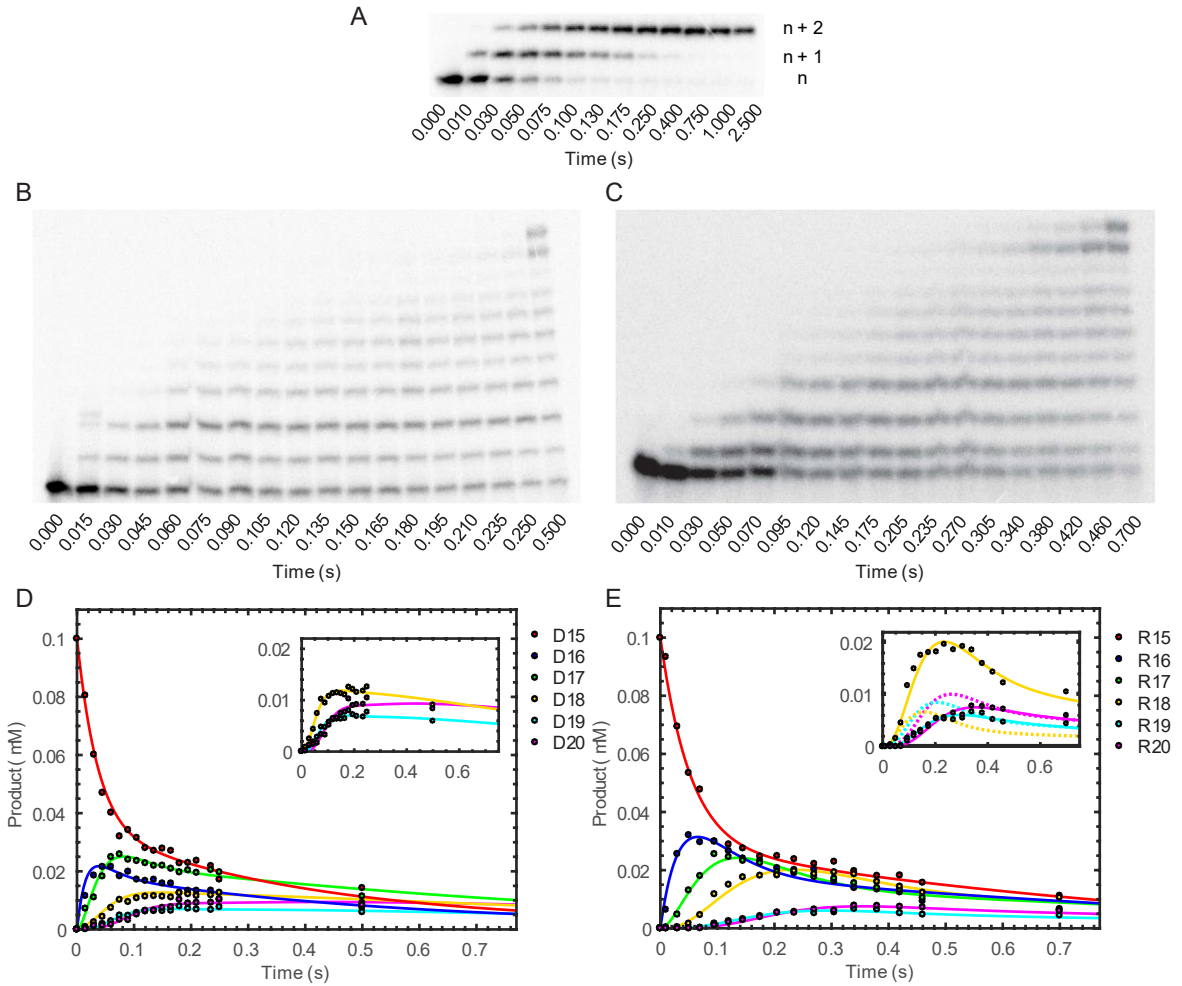 A
n + 2
n + 1
n
0.000 0.010 0.030 0.050 0.075 0.100 0.130 0.175 0.250 0.400 0.750 1.000 2.500
Time (s)
B
0.000 0.015 0.030 0.045 0.060 0.075 0.090 0.105 0.120 0.135 0.150 0.165 0.180 0.195 0.210 0.235 0.250 0.500
Time (s)
C
0.000 0.010 0.030 0.050 0.070 0.095 0.120 0.145 0.175 0.205 0.235 0.270 0.305 0.340 0.380 0.420 0.460 0.700
Time (s)
D
Product ( mM)
0.1
0.08
0.06
0.04
0.02
0
0 0.1 0.2 0.3 0.4 0.5 0.6 0.7
Time (s)
0.02
0.01
0
0 0.2 0.4 0.6
D15
D16
D17
D18
D19
D20
E
Product ( mM)
0.1
0.08
0.06
0.04
0.02
0
0 0.1 0.2 0.3 0.4 0.5 0.6 0.7
Time (s)
0.02
0.01
0
0 0.2 0.4 0.6
R15
R16
R17
R18
R19
R20